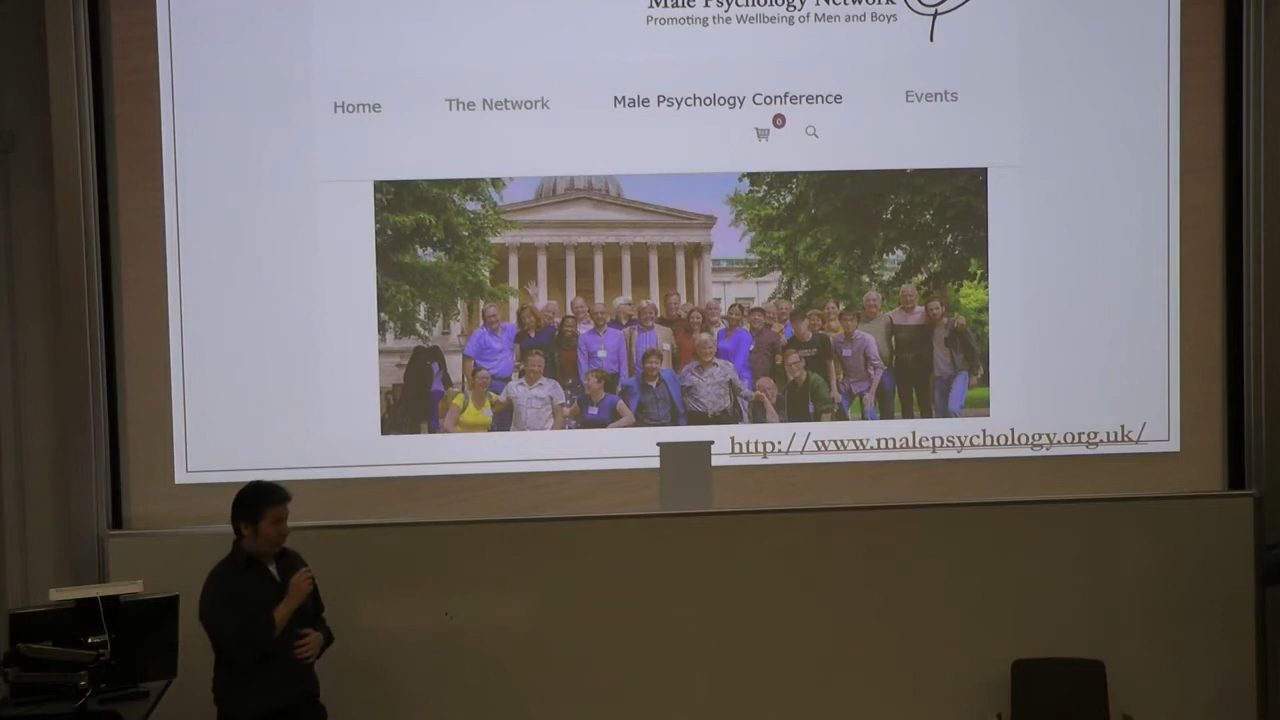 Male Psychology Network
Promoting the Wellbeing of Men and Boys
Home The Network Male Psychology Conference Events
0
http://www.malepsychology.org.uk/